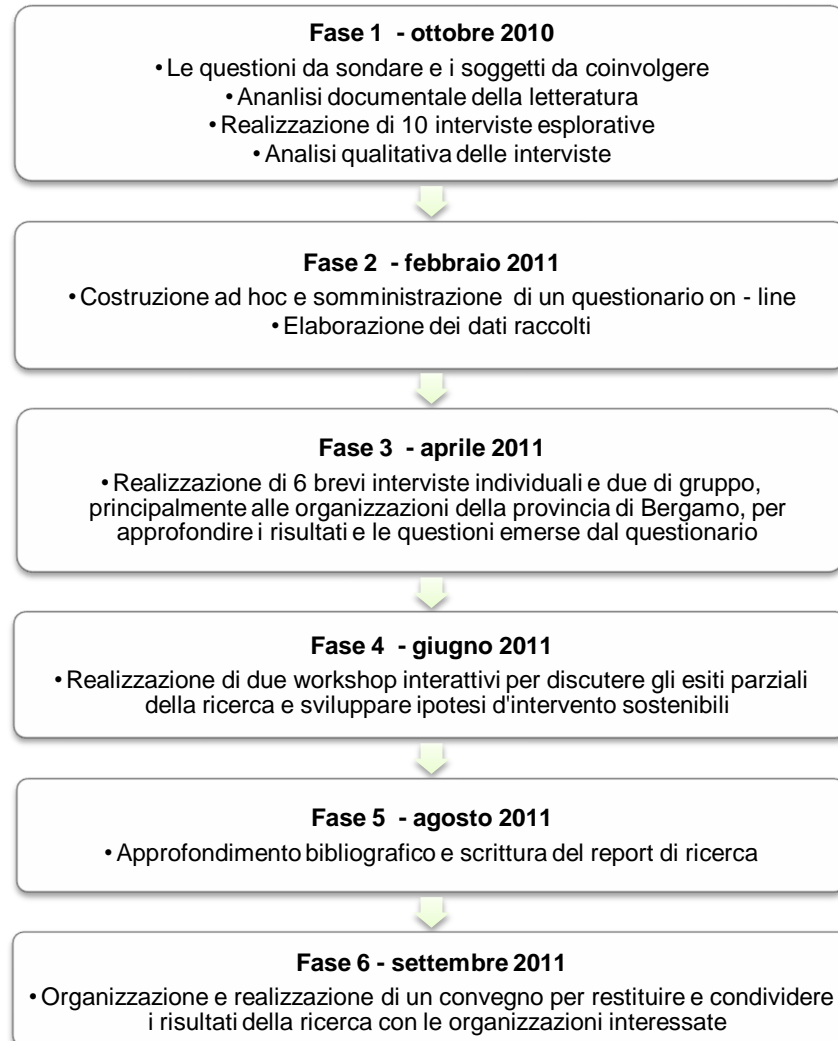 Fase 1 - ottobre 2010
• Le questioni da sondare e i soggetti da coinvolgere
• Ananlisi documentale della letteratura
• Realizzazione di 10 interviste esplorative
• Analisi qualitativa delle interviste
Fase 2 - febbraio 2011
• Costruzione ad hoc e somministrazione di un questionario on - line
• Elaborazione dei dati raccolti
Fase 3 - aprile 2011
• Realizzazione di 6 brevi interviste individuali e due di gruppo,
principalmente alle organizzazioni della provincia di Bergamo, per
approfondire i risultati e le questioni emerse dal questionario
Fase 4 - giugno 2011
• Realizzazione di due workshop interattivi per discutere gli esiti parziali
della ricerca e sviluppare ipotesi d'intervento sostenibili
Fase 5 - agosto 2011
• Approfondimento bibliografico e scrittura del report di ricerca
Fase 6 - settembre 2011
• Organizzazione e realizzazione di un convegno per restituire e condividere
i risultati della ricerca con le organizzazioni interessate